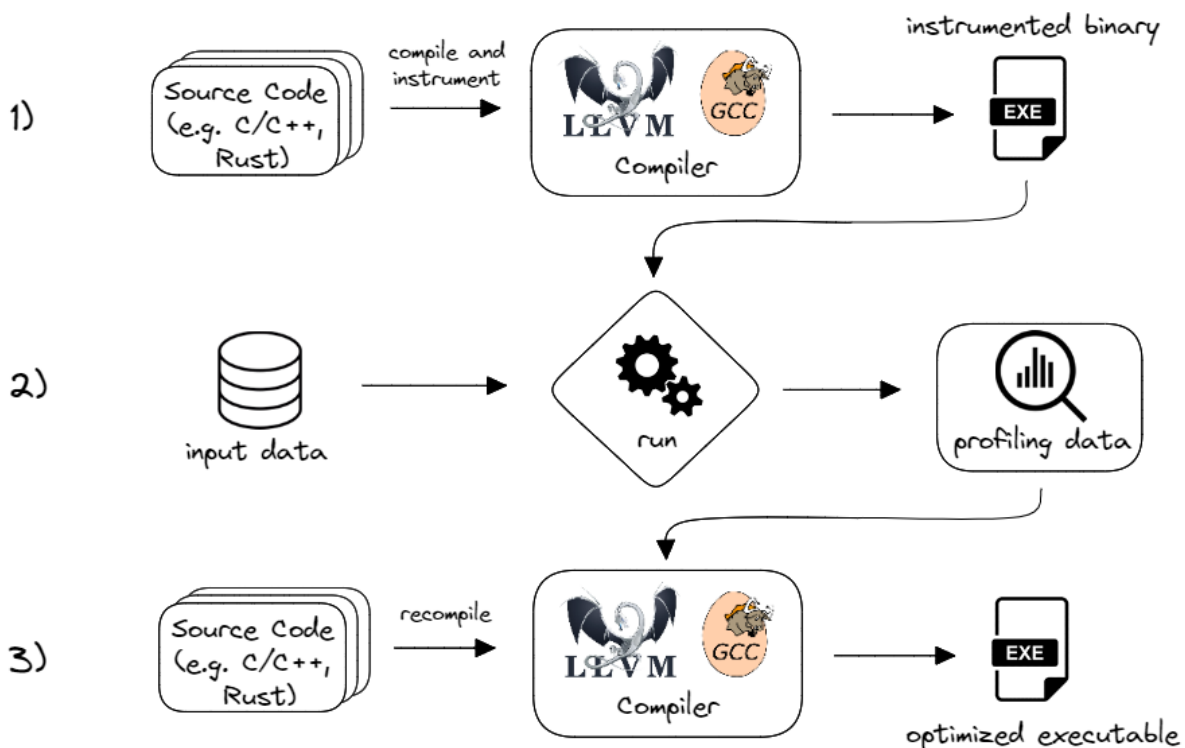 instrumented binary
compile and
instrument
1)
Source Code
(e.g. C/C++,
Rust)
LLVM
GCC
Compiler
EXE
2)
input data
run
profiling data
recompile
3)
Source Code
(e.g. C/C++,
Rust)
LLVM
GCC
Compiler
EXE
optimized executable